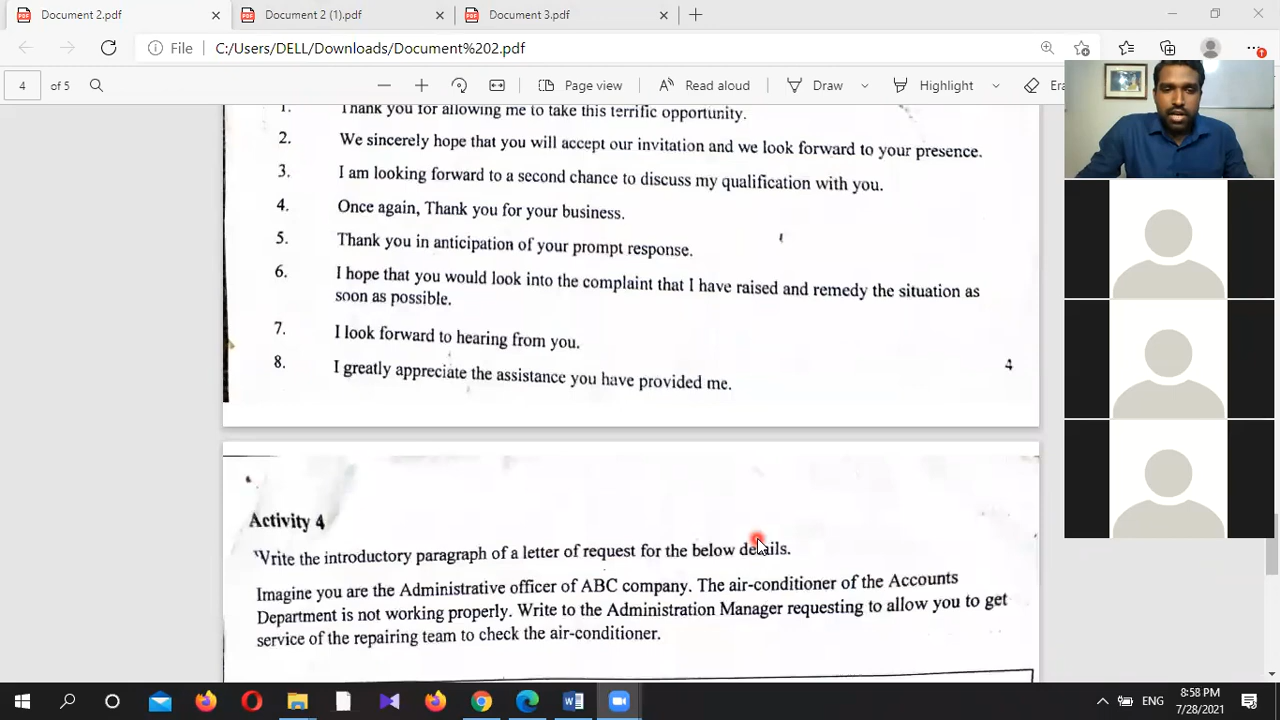 Document 2.pdf
Document 2 (1).pdf
Document 3.pdf
File
C:/Users/DELL/Downloads/Document%202.pdf
4 of 5
Page view
Read aloud
Draw
Highlight
1. Thank you for allowing me to take this terrific opportunity.
2. We sincerely hope that you will accept our invitation and we look forward to your presence.
3. I am looking forward to a second chance to discuss my qualification with you.
4. Once again, Thank you for your business.
5. Thank you in anticipation of your prompt response.
6. I hope that you would look into the complaint that I have raised and remedy the situation as
soon as possible.
7. I look forward to hearing from you.
8. I greatly appreciate the assistance you have provided me.
4
Activity 4
Write the introductory paragraph of a letter of request for the below details.
Imagine you are the Administrative officer of ABC company. The air-conditioner of the Accounts
Department is not working properly. Write to the Administration Manager requesting to allow you to get
service of the repairing team to check the air-conditioner.
ENG
8:58 PM
7/28/2021